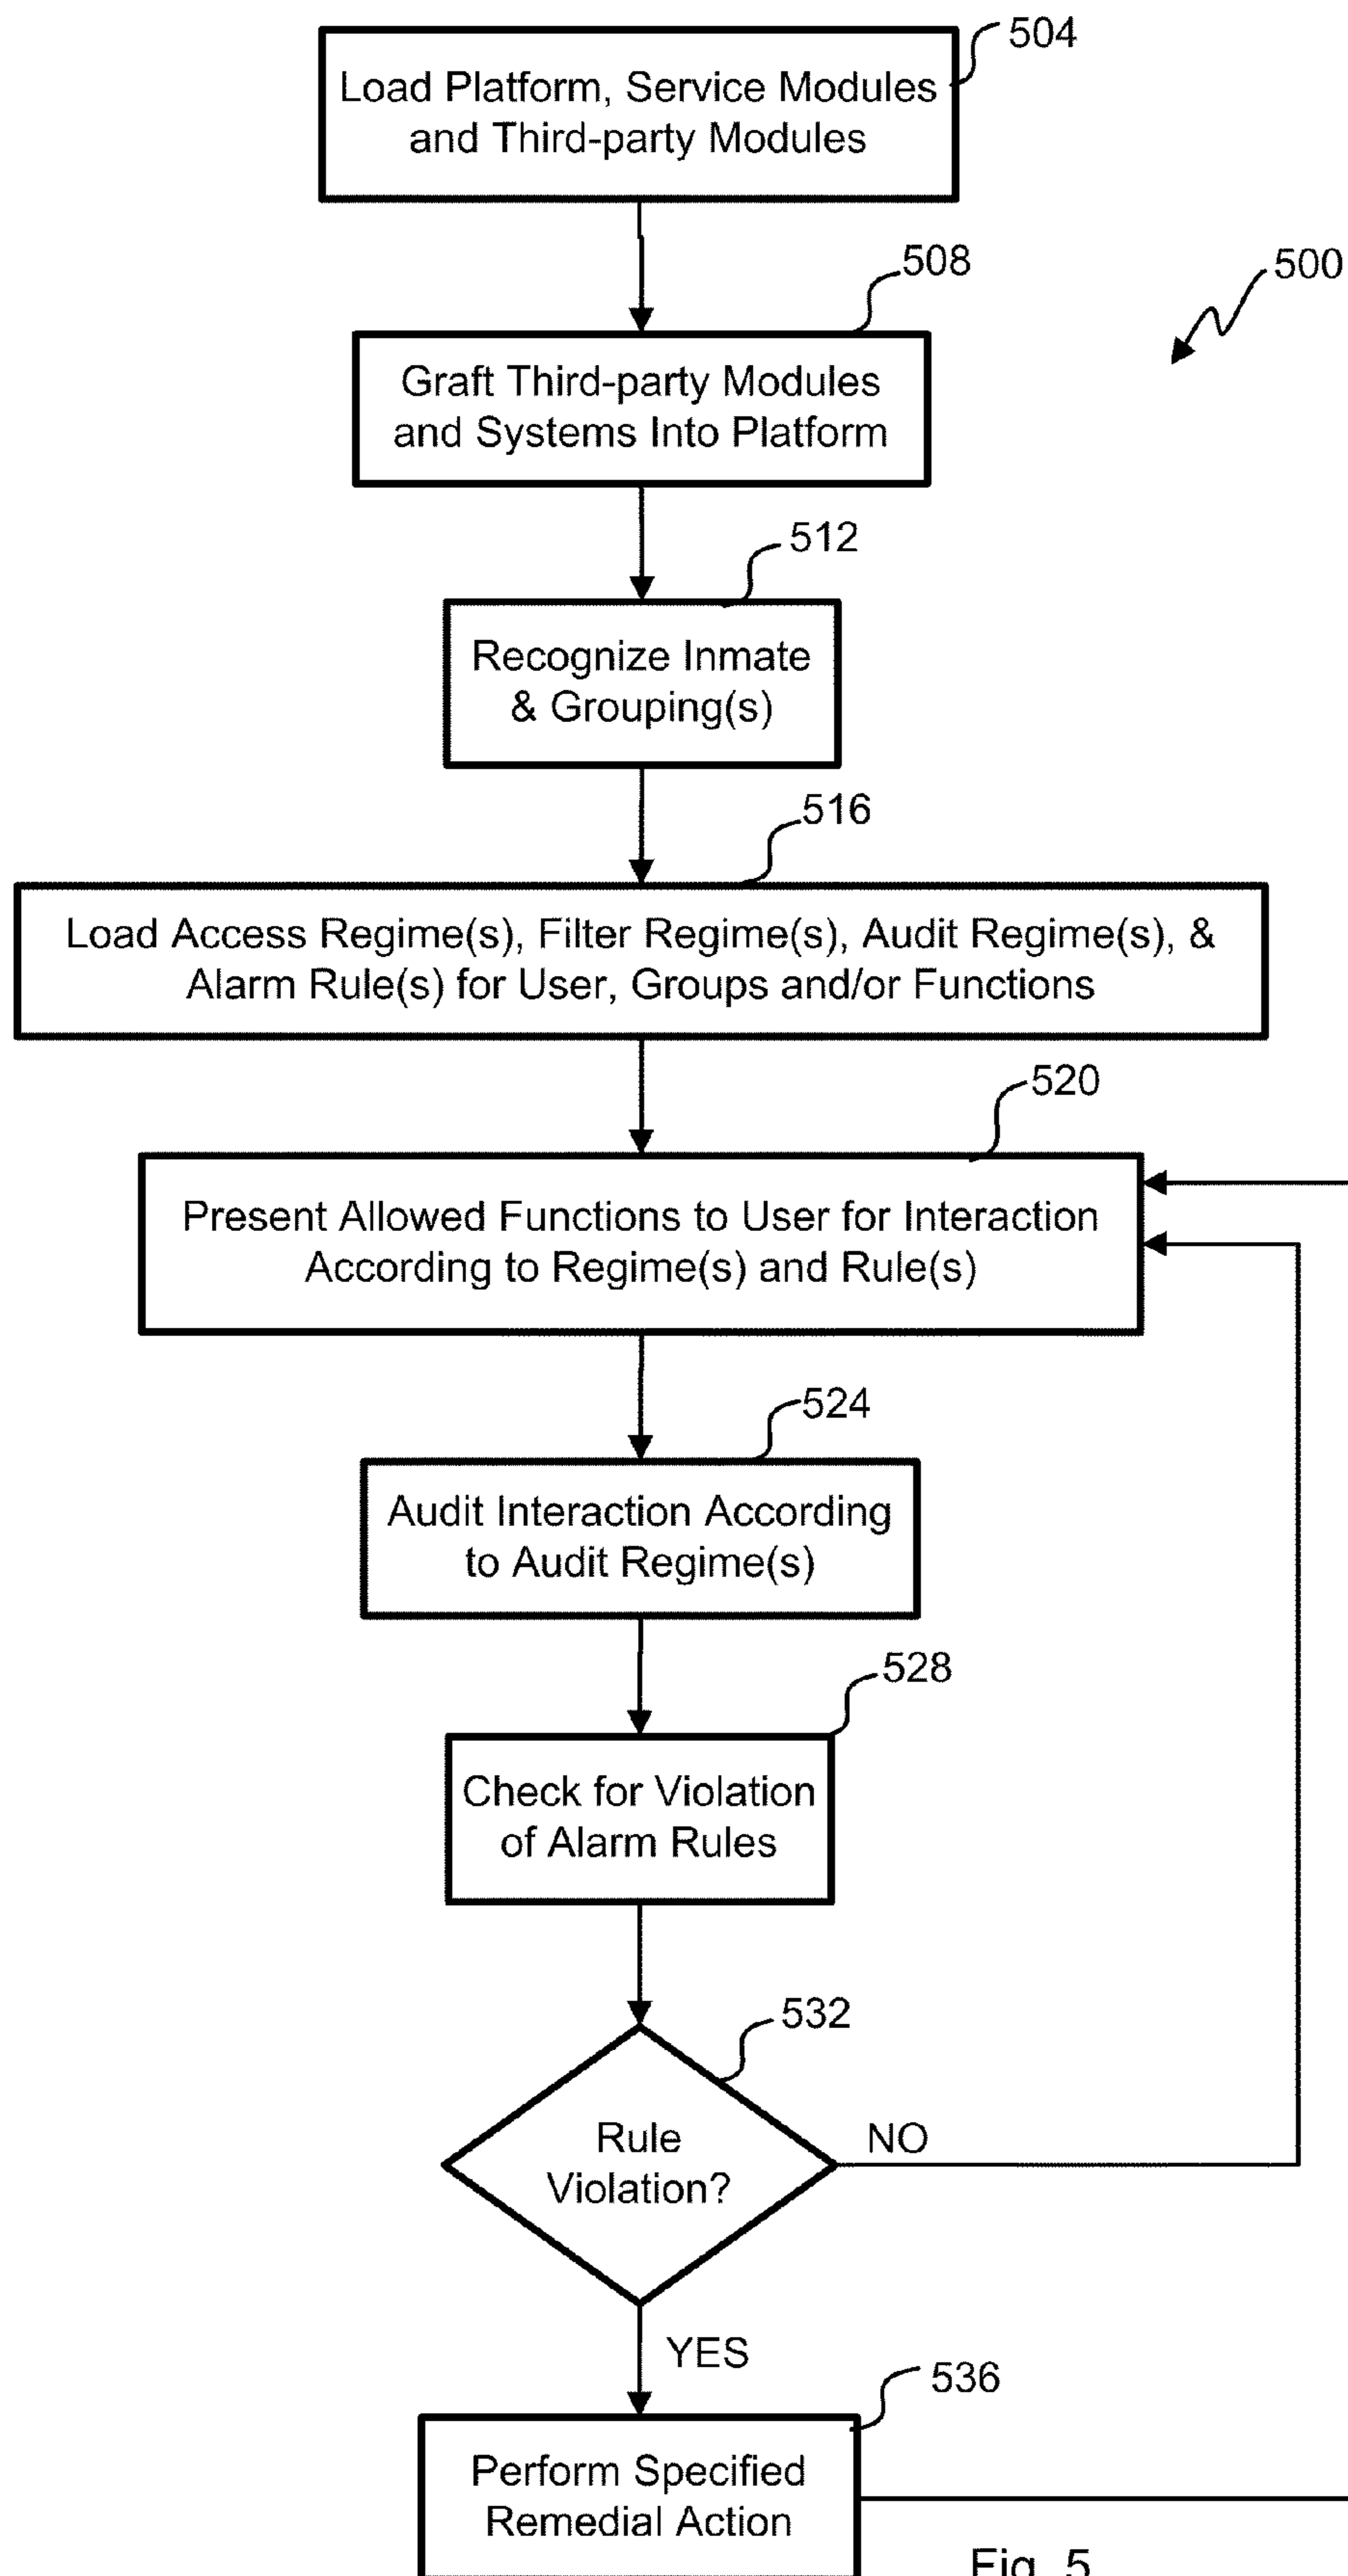 504
Load Platform, Service Modules
and Third-party Modules
508
500
Graft Third-party Modules
and Systems Into Platform
512
Recognize Inmate
& Grouping(s)
516
Load Access Regime(s), Filter Regime(s), Audit Regime(s), &
Alarm Rule(s) for User, Groups and/or Functions
520
Present Allowed Functions to User for Interaction
According to Regime(s) and Rule(s)
524
Audit Interaction According
to Audit Regime(s)
528
Check for Violation
of Alarm Rules
532
Rule
Violation?
NO
YES
536
Perform Specified
Remedial Action
Fig. 5